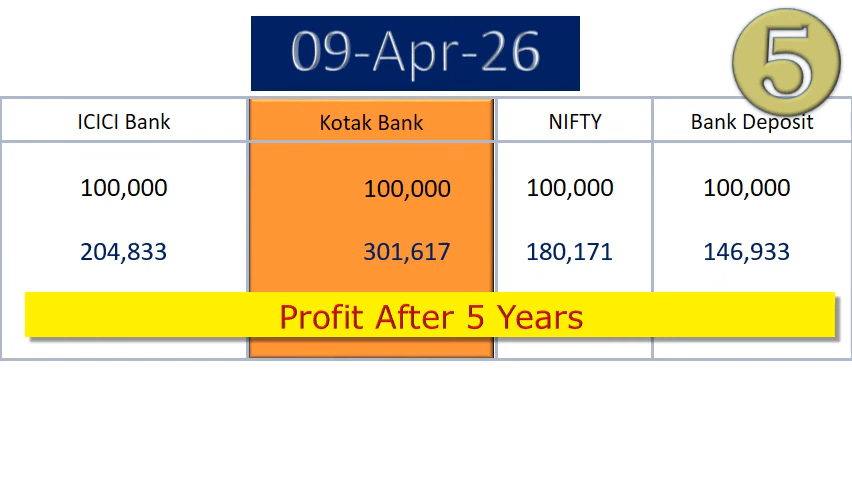 09-Apr-26
5
ICICI Bank Kotak Bank NIFTY Bank Deposit
100,000 100,000 100,000 100,000
204,833 301,617 180,171 146,933
Profit After 5 Years